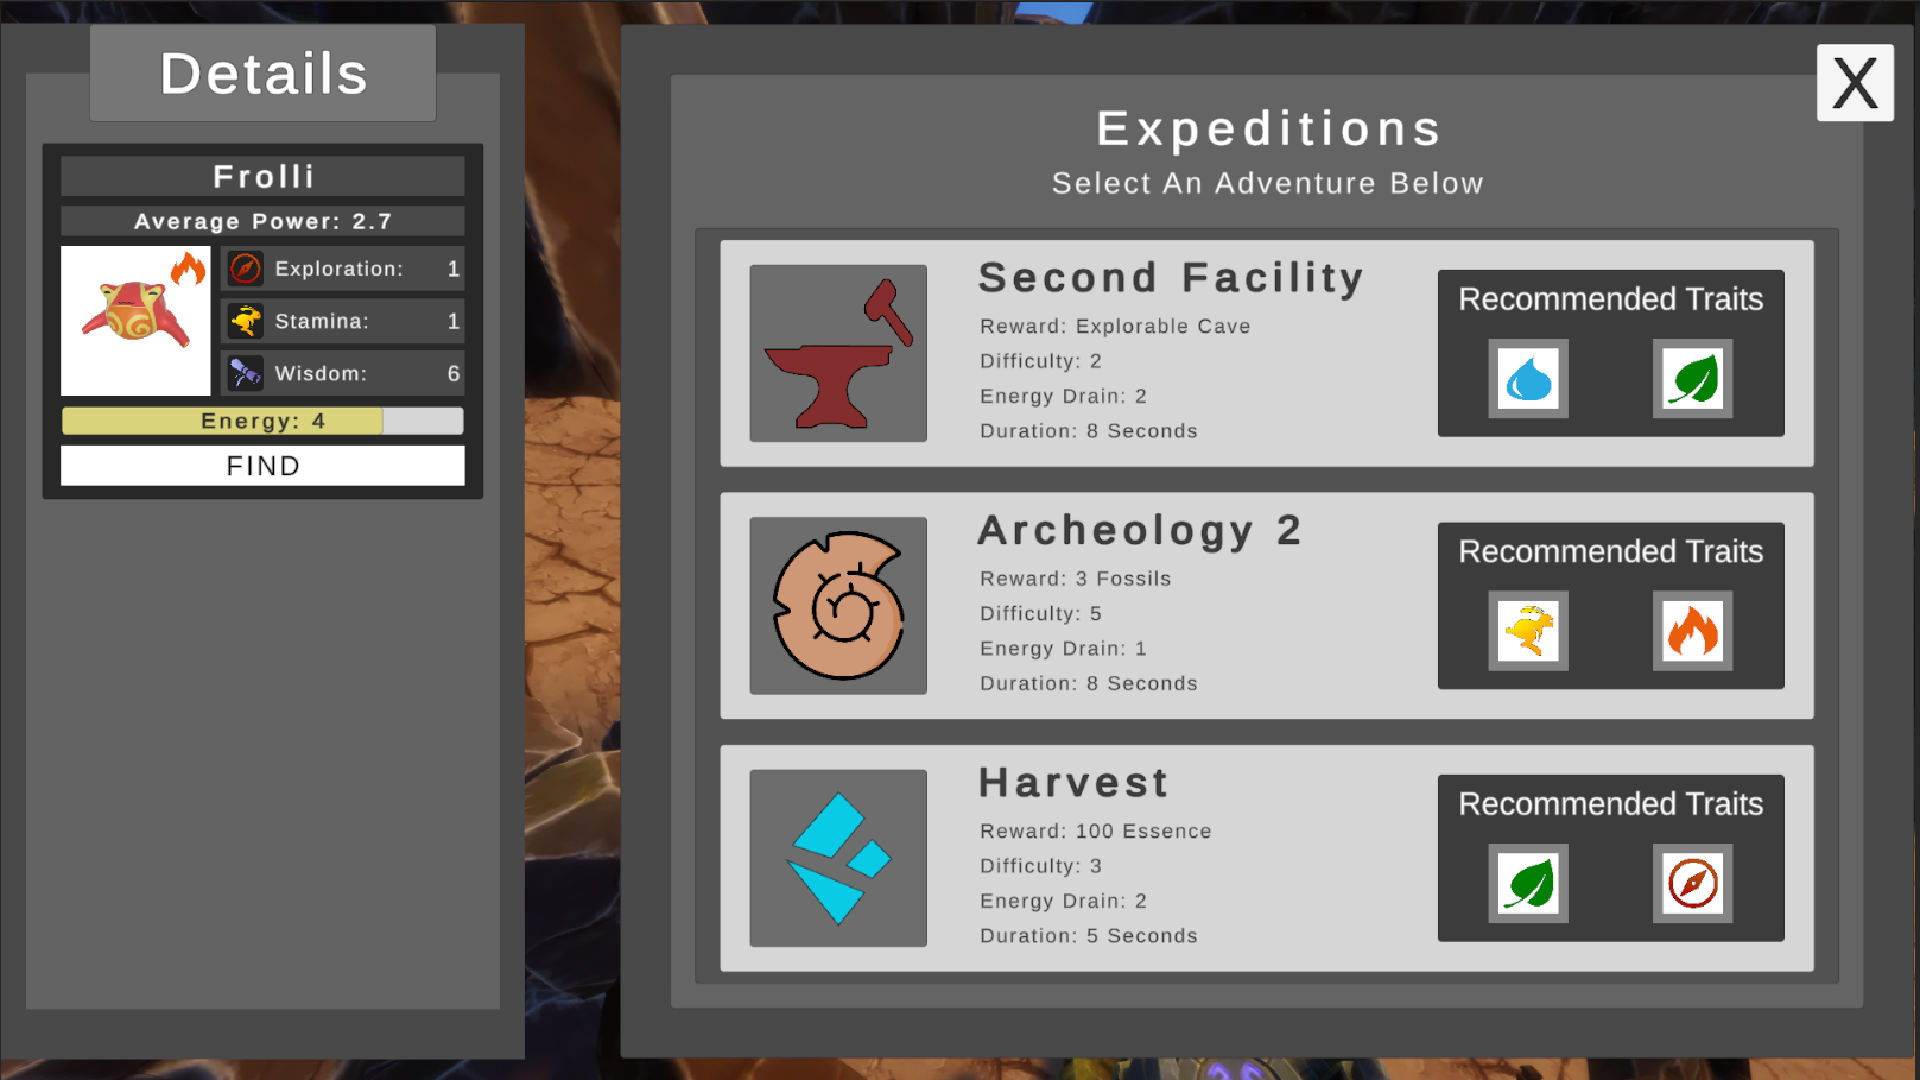 Details
Frolli
Average Power: 2.7
Exploration: 1
Stamina: 1
Wisdom: 6
Energy: 4
FIND
X
Expeditions
Select An Adventure Below
Second Facility
Reward: Explorable Cave
Difficulty: 2
Energy Drain: 2
Duration: 8 Seconds
Recommended Traits
Archeology 2
Reward: 3 Fossils
Difficulty: 5
Energy Drain: 1
Duration: 8 Seconds
Recommended Traits
Harvest
Reward: 100 Essence
Difficulty: 3
Energy Drain: 2
Duration: 5 Seconds
Recommended Traits